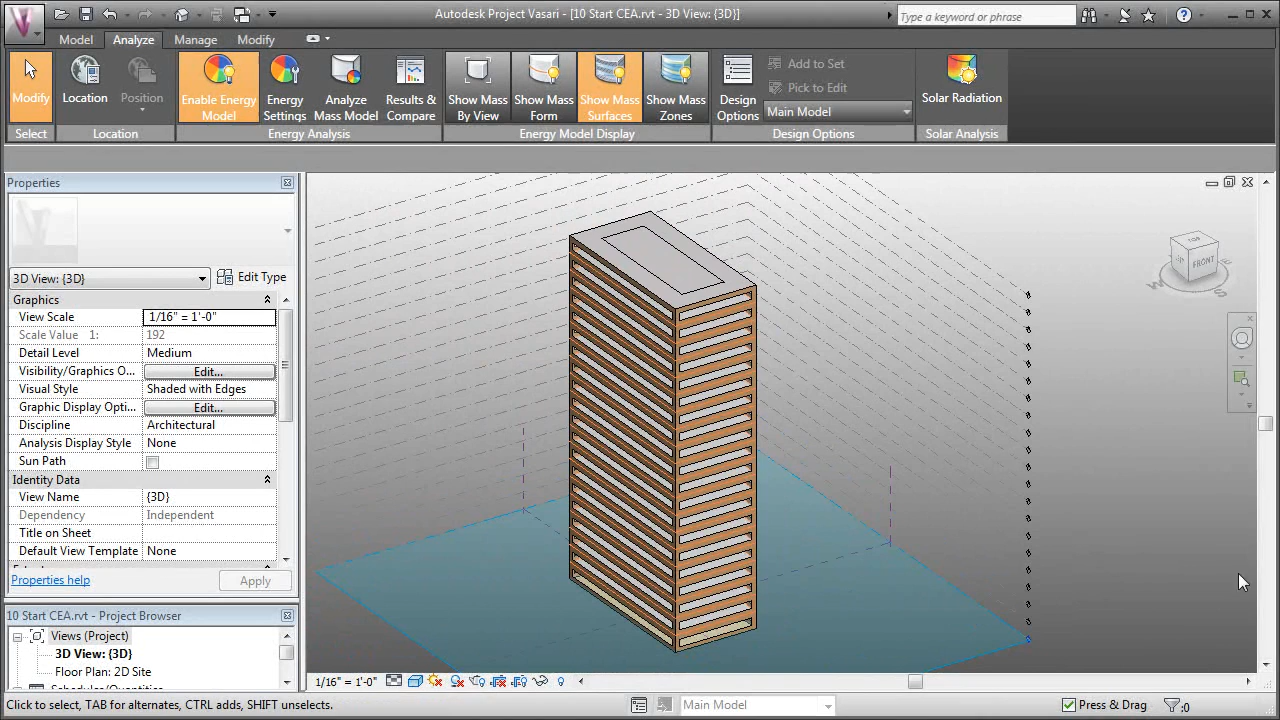 Autodesk Project Vasari - [10 Start CEA.rvt - 3D View: {3D}]
Type a keyword or phrase
Model Analyze Manage Modify
Modify
Location
Position
Enable Energy Model
Energy Settings
Analyze Mass Model
Results & Compare
Show Mass By View
Show Mass Form
Show Mass Surfaces
Show Mass Zones
Design Options
Add to Set
Pick to Edit
Main Model
Solar Radiation
Select Location Energy Analysis Energy Model Display Design Options Solar Analysis
Properties
3D View: {3D} Edit Type
Graphics
View Scale 1/16" = 1'-0"
Scale Value 1: 192
Detail Level Medium
Visibility/Graphics O... Edit...
Visual Style Shaded with Edges
Graphic Display Opti... Edit...
Discipline Architectural
Analysis Display Style None
Sun Path
Identity Data
View Name {3D}
Dependency Independent
Title on Sheet
Default View Template None
Properties help Apply
10 Start CEA.rvt - Project Browser
Views (Project)
3D View: {3D}
Floor Plan: 2D Site
TOP
FRONT
W S
1/16" = 1'-0"
Click to select, TAB for alternates, CTRL adds, SHIFT unselects.
Main Model
Press & Drag
:0